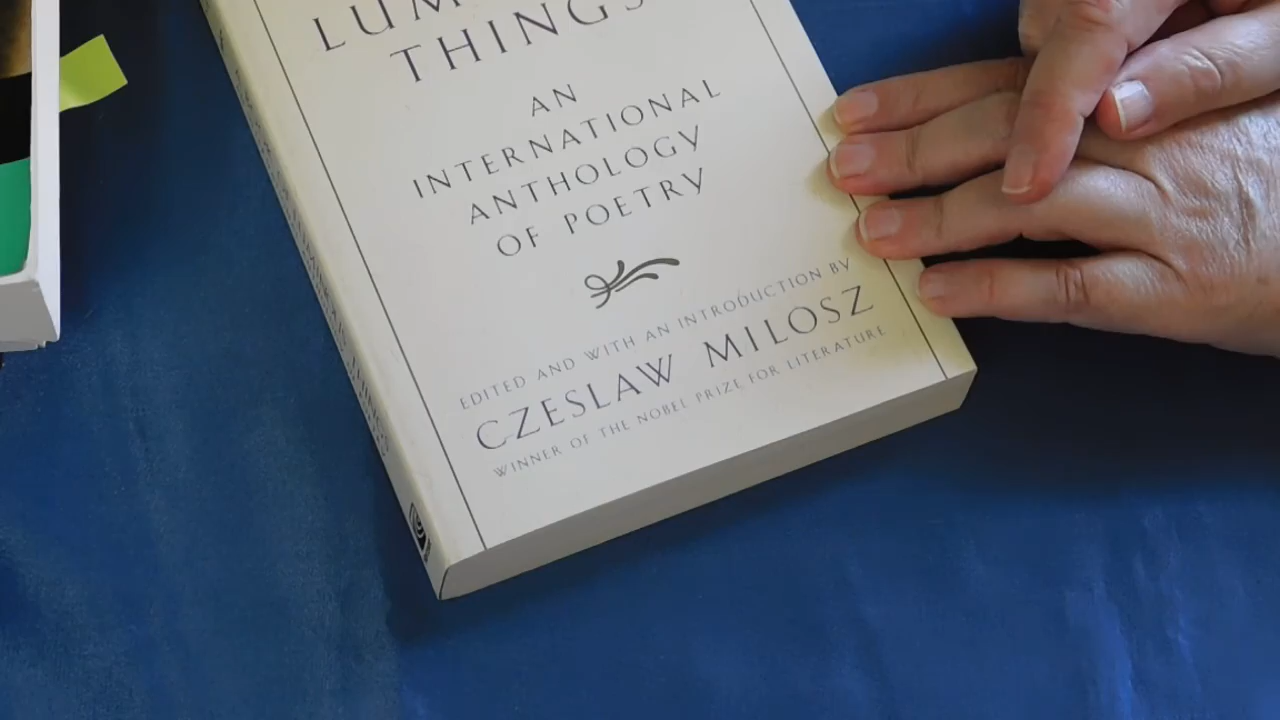 LUM
THINGS
AN
INTERNATIONAL
ANTHOLOGY
OF POETRY
EDITED AND WITH AN INTRODUCTION BY
CZESLAW MILOSZ
WINNER OF THE NOBEL PRIZE FOR LITERATURE